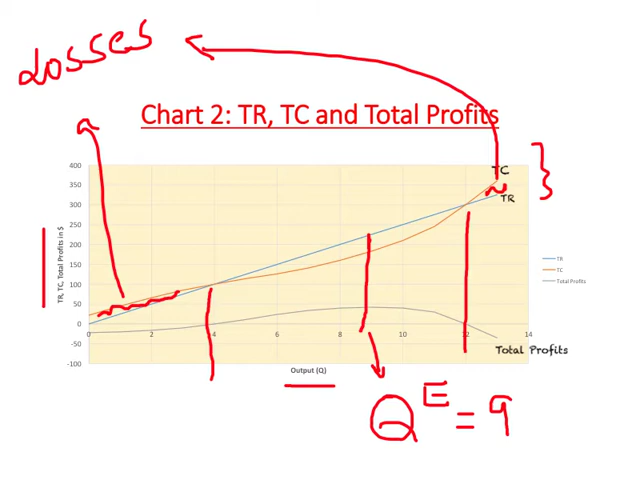 Losses
Chart 2: TR, TC and Total Profits
TC
TR
400
350
300
250
200
150
100
50
0
-50
-100
TR, TC, Total Profits in $
0 2 4 6 8 10 12 14
Output (Q)
TR
TC
Total Profits
Total Profits
Q^E = 9